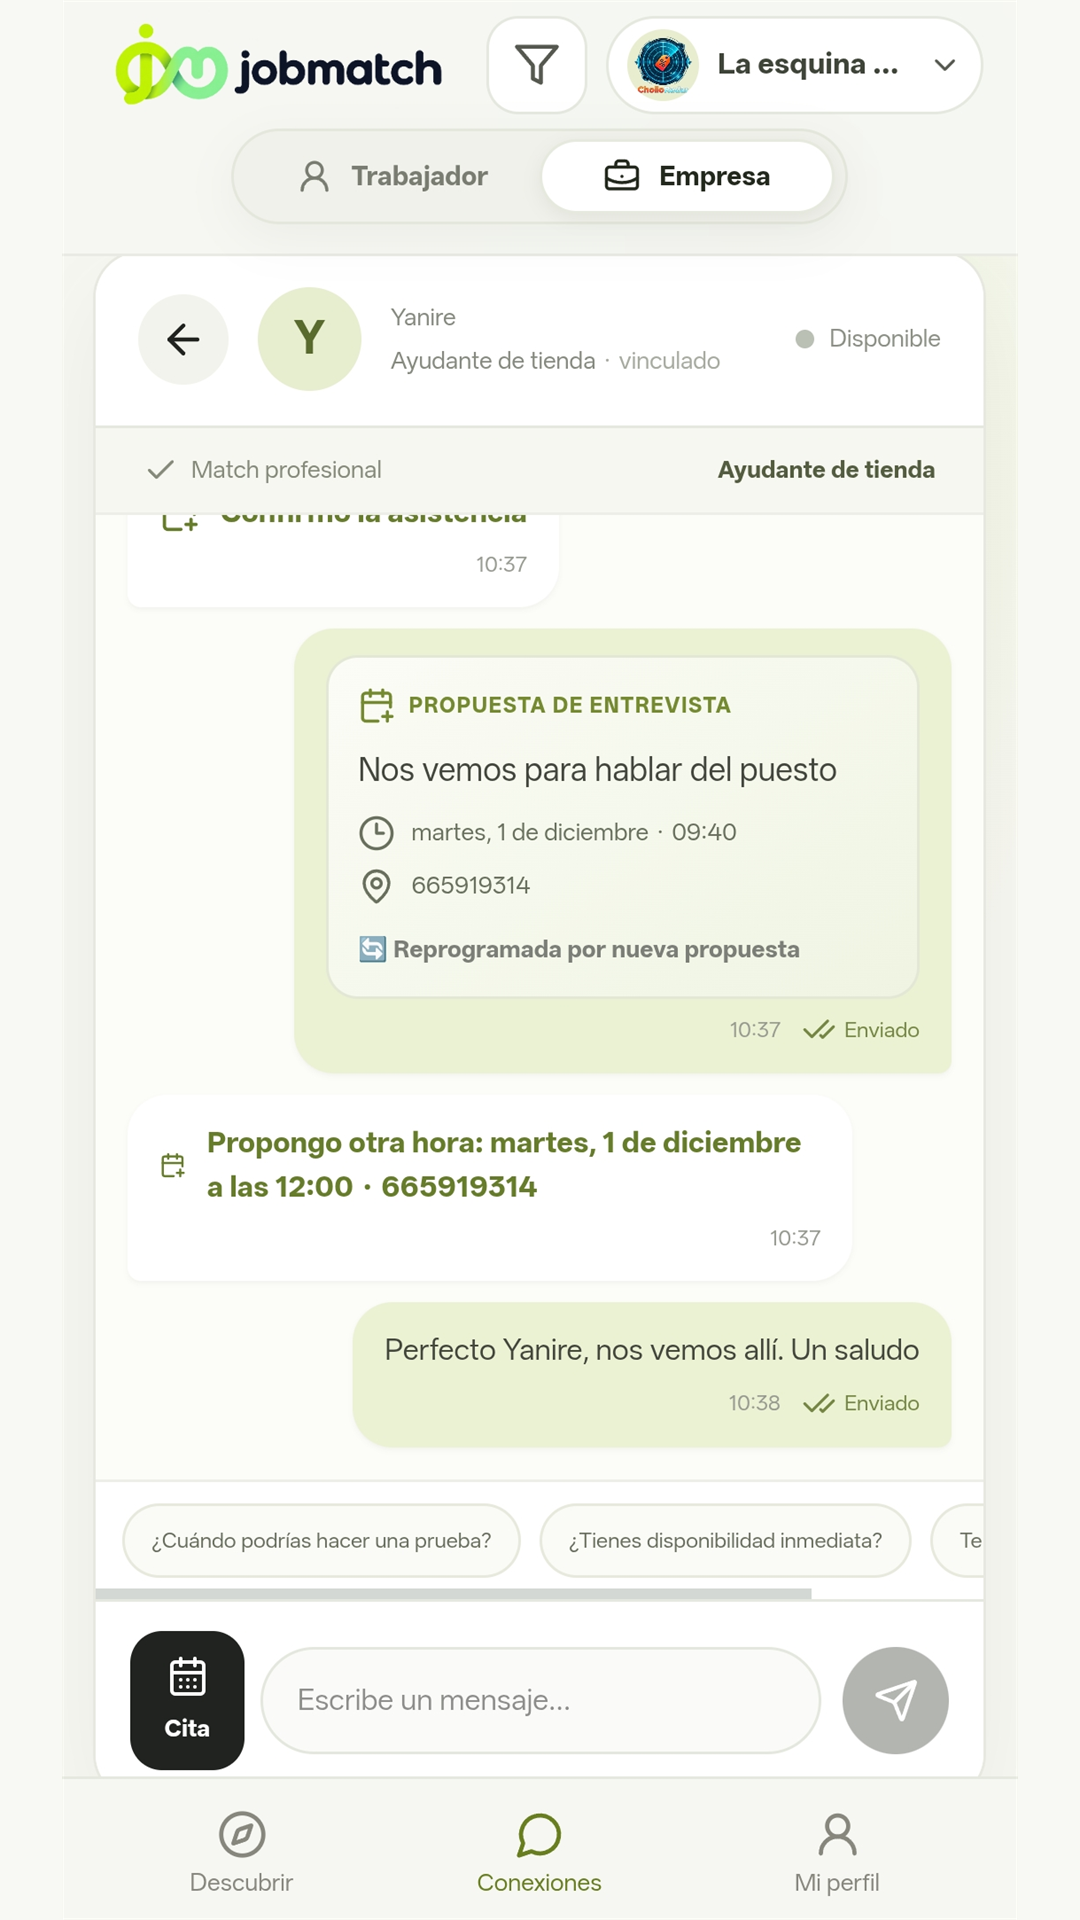 jobmatch
La esquina ...
Trabajador
Empresa
Y
Yanire
Ayudante de tienda · vinculado
Disponible
Match profesional
Ayudante de tienda
Confirmo la asistencia
10:37
PROPUESTA DE ENTREVISTA
Nos vemos para hablar del puesto
martes, 1 de diciembre · 09:40
665919314
🔄 Reprogramada por nueva propuesta
10:37 Enviado
Propongo otra hora: martes, 1 de diciembre
a las 12:00 · 665919314
10:37
Perfecto Yanire, nos vemos allí. Un saludo
10:38 Enviado
¿Cuándo podrías hacer una prueba?
¿Tienes disponibilidad inmediata?
Te
Cita
Escribe un mensaje...
Descubrir
Conexiones
Mi perfil